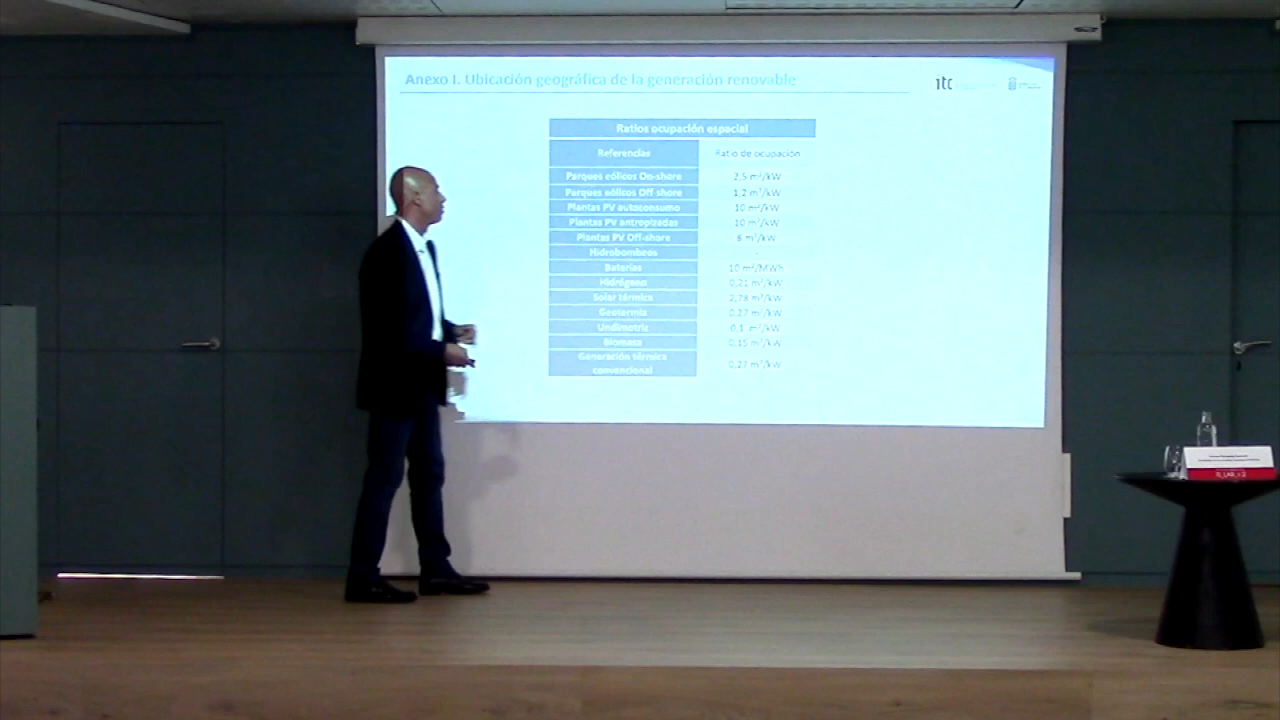 Anexo I. Ubicación geográfica de la generación renovable
itc
Ratios ocupación espacial
Referencias Ratio de ocupación
Parques eólicos On-shore 2,5 m²/kW
Parques eólicos Off-shore 1,2 m²/kW
Plantas PV autoconsumo 10 m²/kW
Plantas PV antropizadas 10 m²/kW
Plantas PV Off-shore 8 m²/kW
Hidrobombeos
Baterías 10 m²/MWh
Hidrógeno 0,21 m²/kW
Solar térmica 2,78 m²/kW
Geotermia 0,27 m²/kW
Undimotriz 0,1 m²/kW
Biomasa 0,15 m²/kW
Generación térmica
convencional 0,27 m²/kW